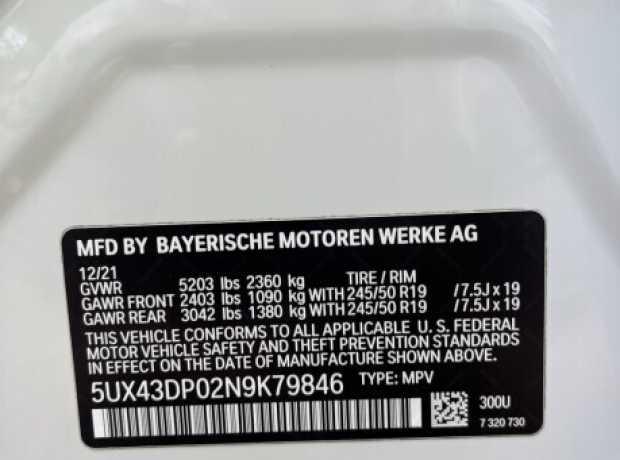 MFD BY BAYERISCHE MOTOREN WERKE AG
12/21
GVWR 5203 lbs 2360 kg TIRE / RIM
GAWR FRONT 2403 lbs 1090 kg WITH 245/50 R19 /7.5J x 19
GAWR REAR 3042 lbs 1380 kg WITH 245/50 R19 /7.5J x 19
THIS VEHICLE CONFORMS TO ALL APPLICABLE U. S. FEDERAL
MOTOR VEHICLE SAFETY AND THEFT PREVENTION STANDARDS
IN EFFECT ON THE DATE OF MANUFACTURE SHOWN ABOVE.
5UX43DP02N9K79846 TYPE: MPV
300U
7 320 730